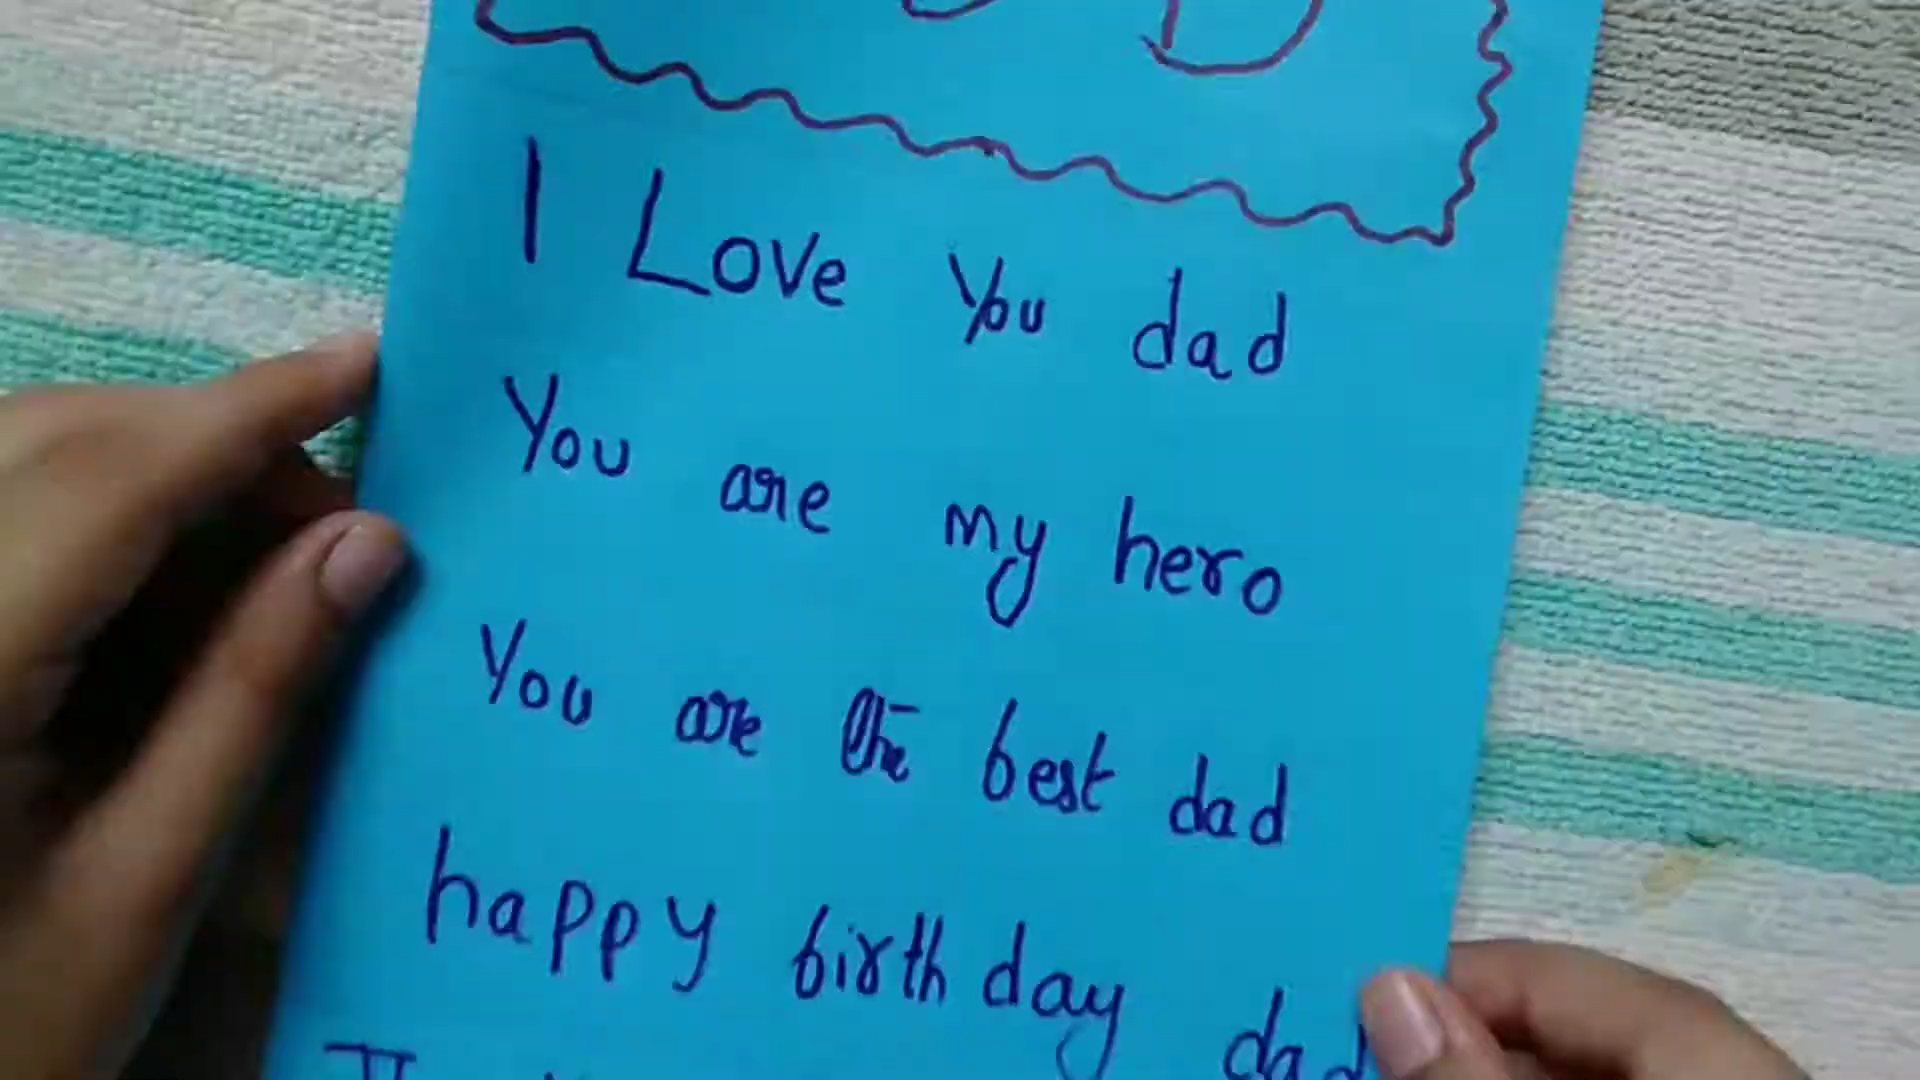 I Love You dad
You are my hero
You are the best dad
happy birthday dad